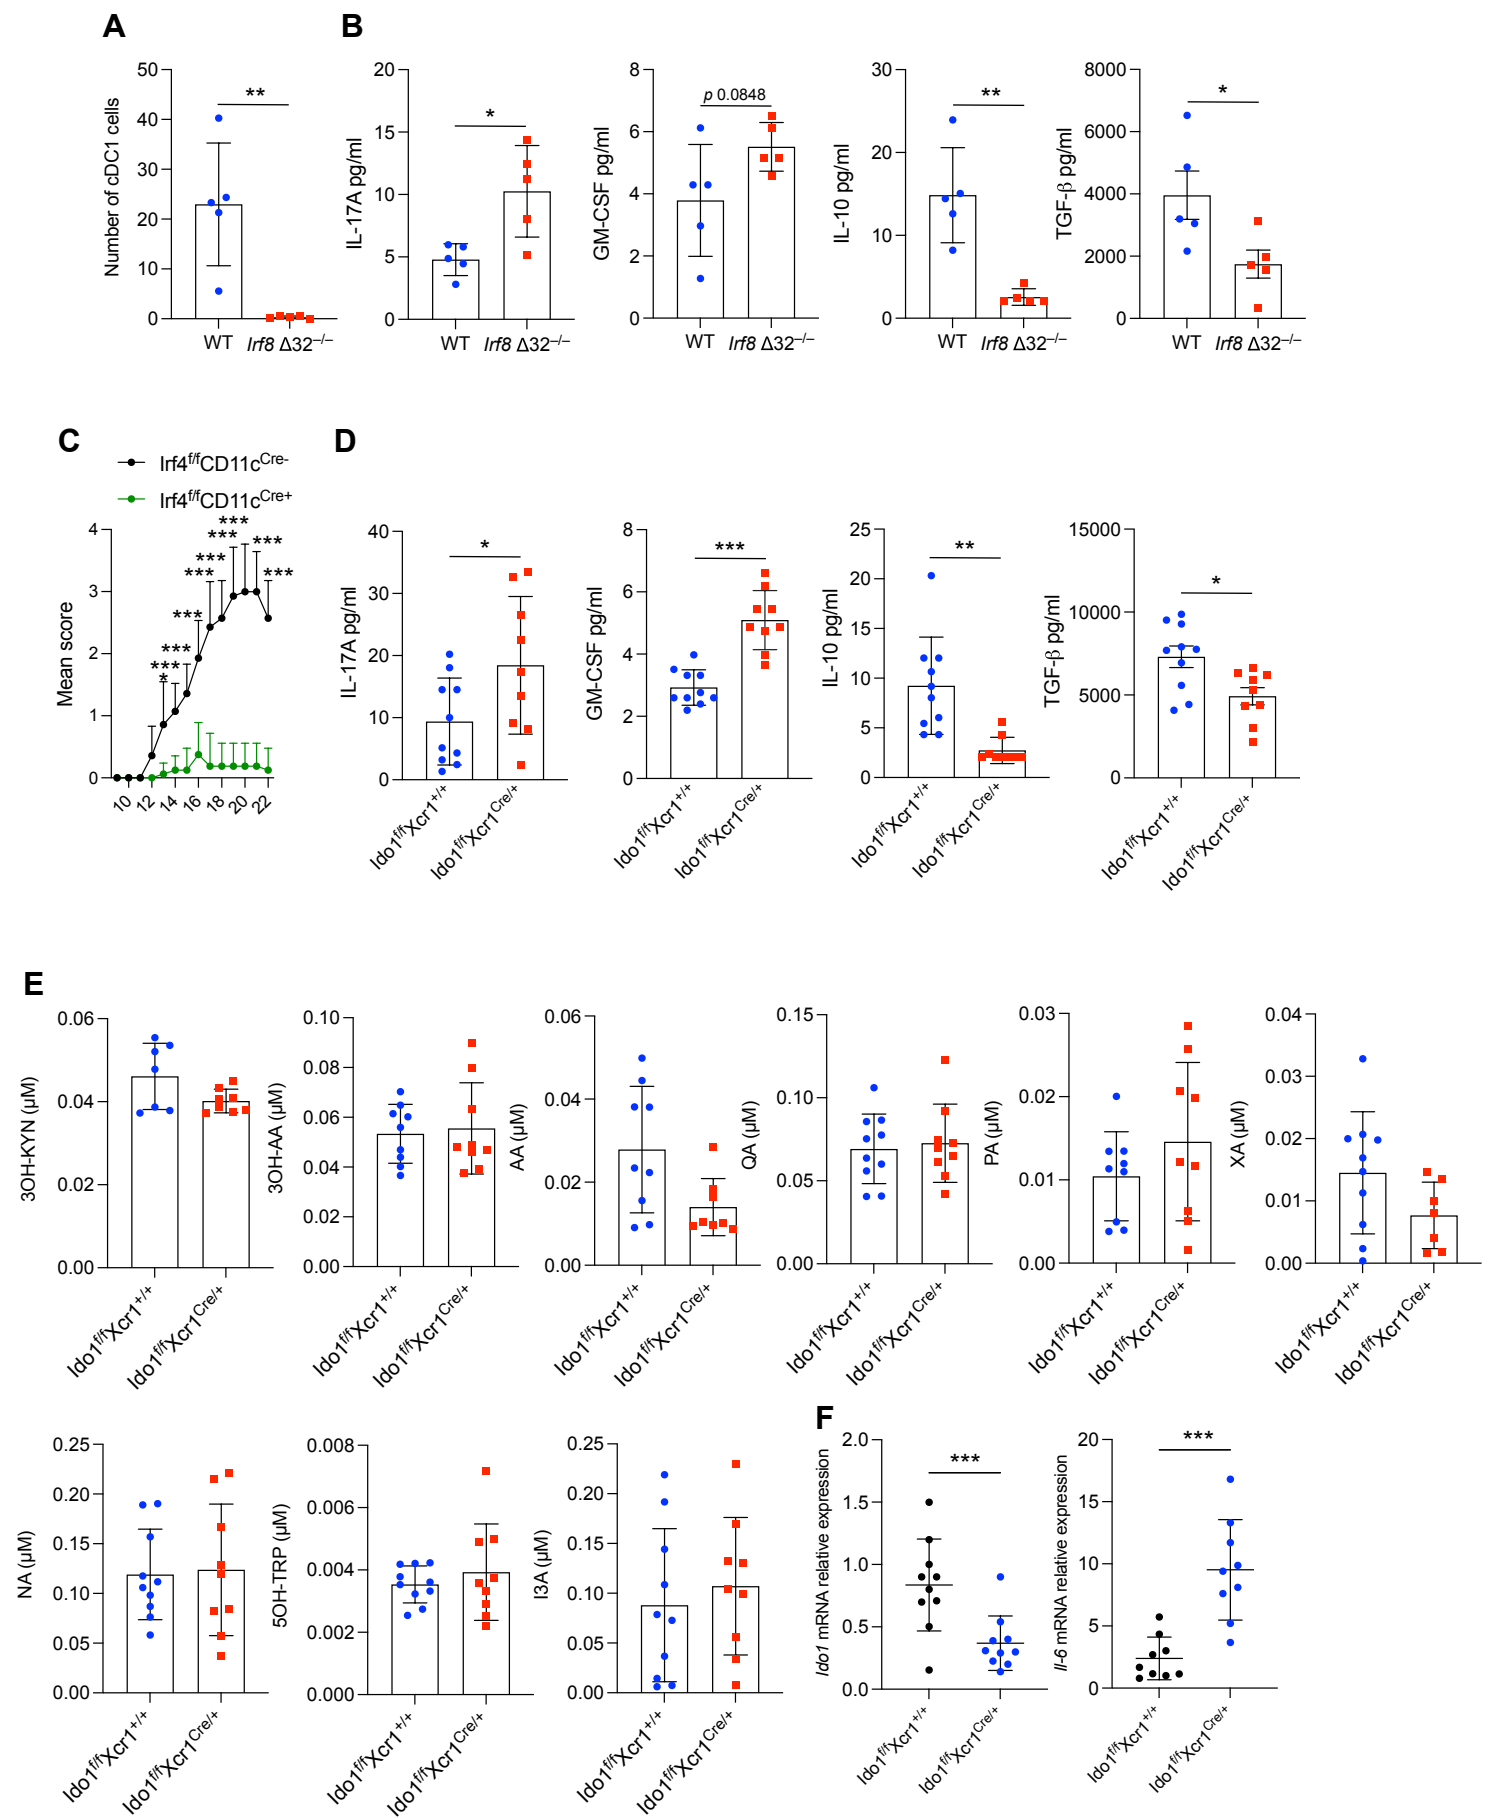 A
B
50
40
30
20
10
0
Number of cDC1 cells
**
WT
Irf8 Δ32–/–
20
15
10
5
0
IL-17A pg/ml
*
WT
Irf8 Δ32–/–
8
6
4
2
0
GM-CSF pg/ml
p 0.0848
WT
Irf8 Δ32–/–
30
20
10
0
IL-10 pg/ml
**
WT
Irf8 Δ32–/–
8000
6000
4000
2000
0
TGF-β pg/ml
*
WT
Irf8 Δ32–/–
C
Irf4f/fCD11cCre-
Irf4f/fCD11cCre+
4
3
2
1
0
Mean score
*
***
***
***
***
***
***
***
***
***
10
12
14
16
18
20
22
D
40
30
20
10
0
IL-17A pg/ml
*
Ido1f/fXcr1+/+
Ido1f/fXcr1Cre/+
8
6
4
2
0
GM-CSF pg/ml
***
Ido1f/fXcr1+/+
Ido1f/fXcr1Cre/+
25
20
15
10
5
0
IL-10 pg/ml
**
Ido1f/fXcr1+/+
Ido1f/fXcr1Cre/+
15000
10000
5000
0
TGF-β pg/ml
*
Ido1f/fXcr1+/+
Ido1f/fXcr1Cre/+
E
0.06
0.04
0.02
0.00
3OH-KYN (μM)
Ido1f/fXcr1+/+
Ido1f/fXcr1Cre/+
0.10
0.08
0.06
0.04
0.02
0.00
3OH-AA (μM)
Ido1f/fXcr1+/+
Ido1f/fXcr1Cre/+
0.06
0.04
0.02
0.00
AA (μM)
Ido1f/fXcr1+/+
Ido1f/fXcr1Cre/+
0.15
0.10
0.05
0.00
QA (μM)
Ido1f/fXcr1+/+
Ido1f/fXcr1Cre/+
0.03
0.02
0.01
0.00
PA (μM)
Ido1f/fXcr1+/+
Ido1f/fXcr1Cre/+
0.04
0.03
0.02
0.01
0.00
XA (μM)
Ido1f/fXcr1+/+
Ido1f/fXcr1Cre/+
0.25
0.20
0.15
0.10
0.05
0.00
NA (μM)
Ido1f/fXcr1+/+
Ido1f/fXcr1Cre/+
0.008
0.006
0.004
0.002
0.000
5OH-TRP (μM)
Ido1f/fXcr1+/+
Ido1f/fXcr1Cre/+
0.25
0.20
0.15
0.10
0.05
0.00
I3A (μM)
Ido1f/fXcr1+/+
Ido1f/fXcr1Cre/+
F
2.0
1.5
1.0
0.5
0.0
Ido1 mRNA relative expression
***
Ido1f/fXcr1+/+
Ido1f/fXcr1Cre/+
20
15
10
5
0
Il-6 mRNA relative expression
***
Ido1f/fXcr1+/+
Ido1f/fXcr1Cre/+